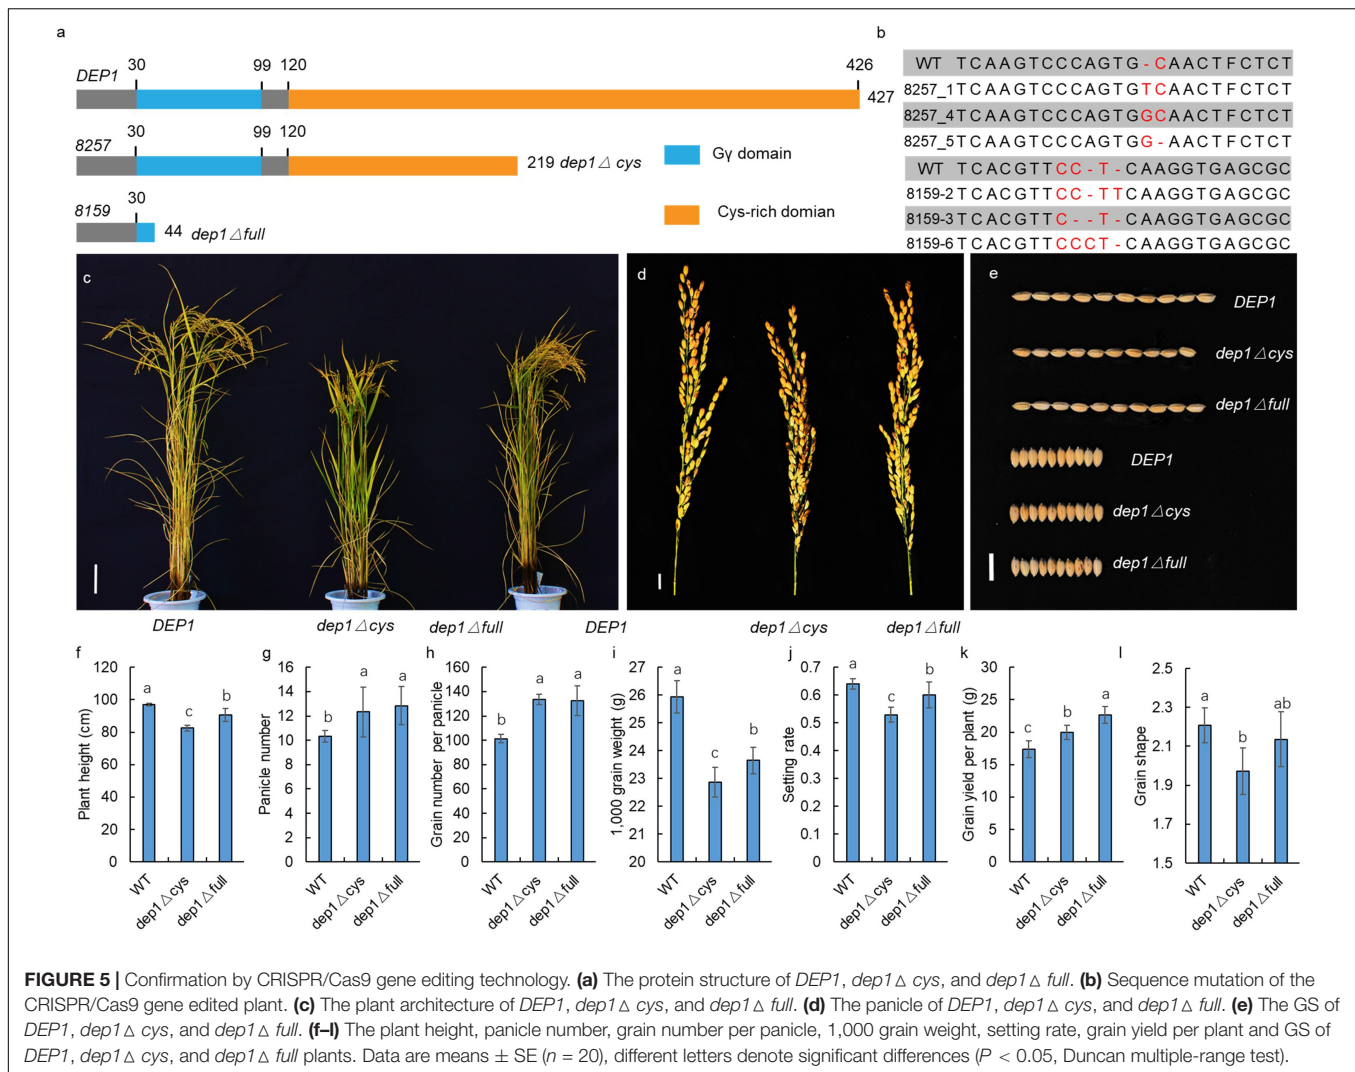 a
30
99
120
426
DEP1
427
30
99
120
8257
219 dep1△ cys
30
8159
44 dep1△full
Gγ domain
Cys-rich domian
b
WT TCAAGTCCCAGTG-CAACTFCTCT
8257_1TCAAGTCCCAGTGTCAACTFCTCT
8257_4TCAAGTCCCAGTGGCAACTFCTCT
8257_5TCAAGTCCCAGTGG-AACTFCTCT
WT TCACGTTCC-T-CAAGGTGAGCGC
8159-2TCACGTTCC-TTCAAGGTGAGCGC
8159-3TCACGTTC--T-CAAGGTGAGCGC
8159-6TCACGTTCCCT-CAAGGTGAGCGC
c
DEP1
dep1△cys
dep1△full
d
DEP1
dep1△cys
dep1△full
e
DEP1
dep1△cys
dep1△full
DEP1
dep1△cys
dep1△full
f
Plant height (cm)
120
100
80
60
40
20
0
a
c
b
WT
dep1△cys
dep1△full
g
Panicle number
16
14
12
10
8
6
4
2
0
b
a
a
WT
dep1△cys
dep1△full
h
Grain number per panicle
160
140
120
100
80
60
40
20
0
b
a
a
WT
dep1△cys
dep1△full
i
1,000 grain weight (g)
27
26
25
24
23
22
21
20
a
c
b
WT
dep1△cys
dep1△full
j
Setting rate
0.7
0.6
0.5
0.4
0.3
0.2
0.1
0
a
c
b
WT
dep1△cys
dep1△full
k
Grain yield per plant (g)
30
25
20
15
10
5
0
c
b
a
WT
dep1△cys
dep1△full
l
Grain shape
2.5
2.3
2.1
1.9
1.7
1.5
a
b
ab
WT
dep1△cys
dep1△full
FIGURE 5 | Confirmation by CRISPR/Cas9 gene editing technology. (a) The protein structure of DEP1, dep1△ cys, and dep1△ full. (b) Sequence mutation of the
CRISPR/Cas9 gene edited plant. (c) The plant architecture of DEP1, dep1△ cys, and dep1△ full. (d) The panicle of DEP1, dep1△ cys, and dep1△ full. (e) The GS of
DEP1, dep1△ cys, and dep1△ full. (f–l) The plant height, panicle number, grain number per panicle, 1,000 grain weight, setting rate, grain yield per plant and GS of
DEP1, dep1△ cys, and dep1△ full plants. Data are means ± SE (n = 20), different letters denote significant differences (P < 0.05, Duncan multiple-range test).